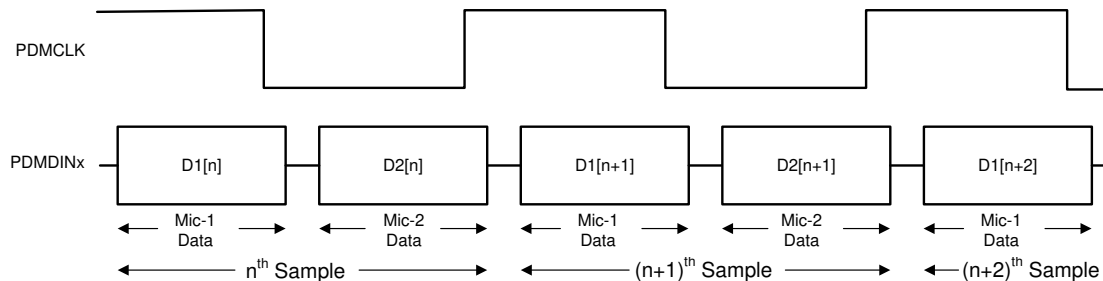 PDMCLK
PDMDINx
D1[n]
D2[n]
D1[n+1]
D2[n+1]
D1[n+2]
Mic-1
Data
Mic-2
Data
Mic-1
Data
Mic-2
Data
Mic-1
Data
nth Sample
(n+1)th Sample
(n+2)th Sample